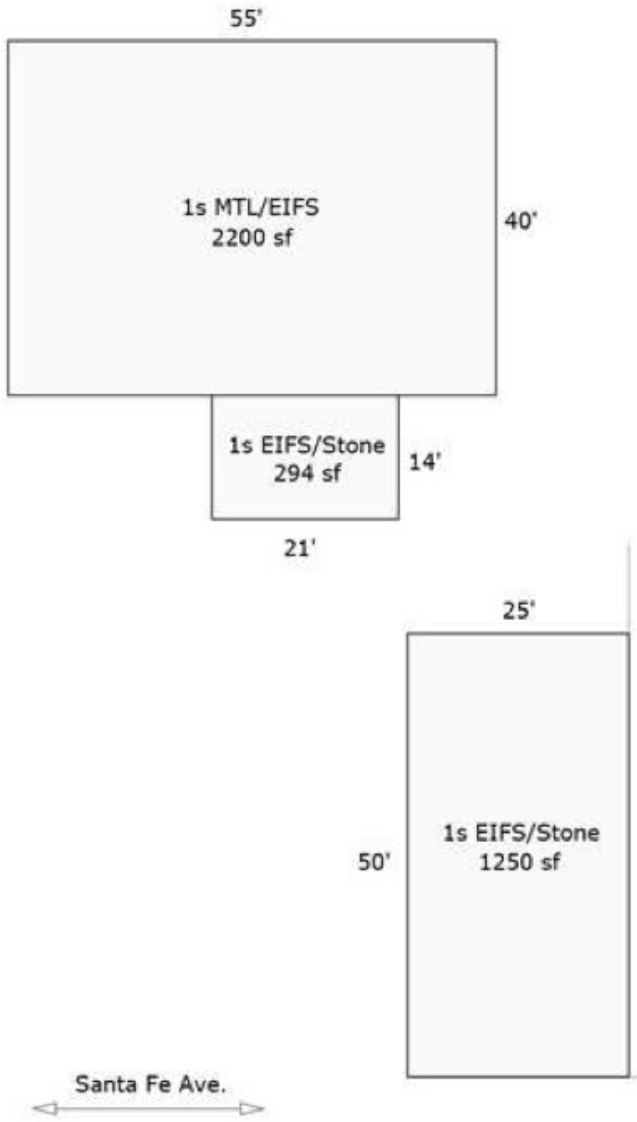 55'
1s MTL/EIFS
2200 sf
40'
1s EIFS/Stone
294 sf
14'
21'
25'
1s EIFS/Stone
1250 sf
50'
Santa Fe Ave.